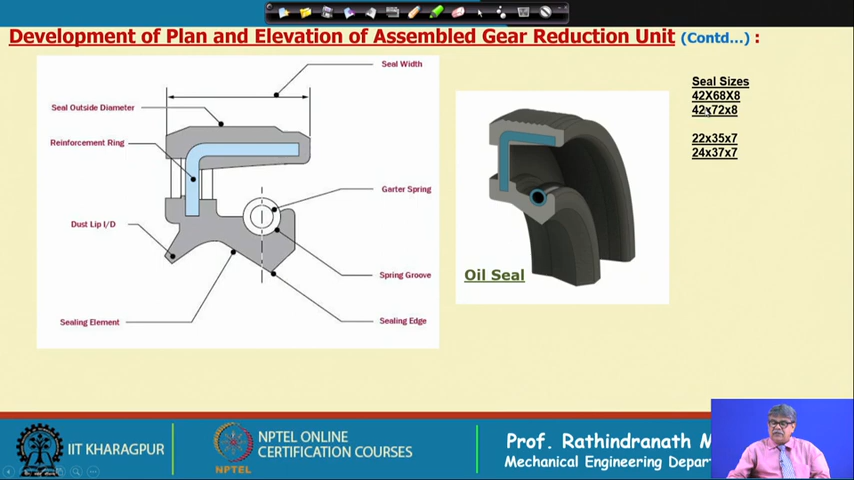 Development of Plan and Elevation of Assembled Gear Reduction Unit (Contd...) :
Seal Width
Seal Outside Diameter
Reinforcement Ring
Garter Spring
Dust Lip I/D
Spring Groove
Sealing Element
Sealing Edge
Oil Seal
Seal Sizes
42X68X8
42x72x8
22x35x7
24x37x7
IIT KHARAGPUR
NPTEL
NPTEL ONLINE
CERTIFICATION COURSES
Prof. Rathindranath M
Mechanical Engineering Depar